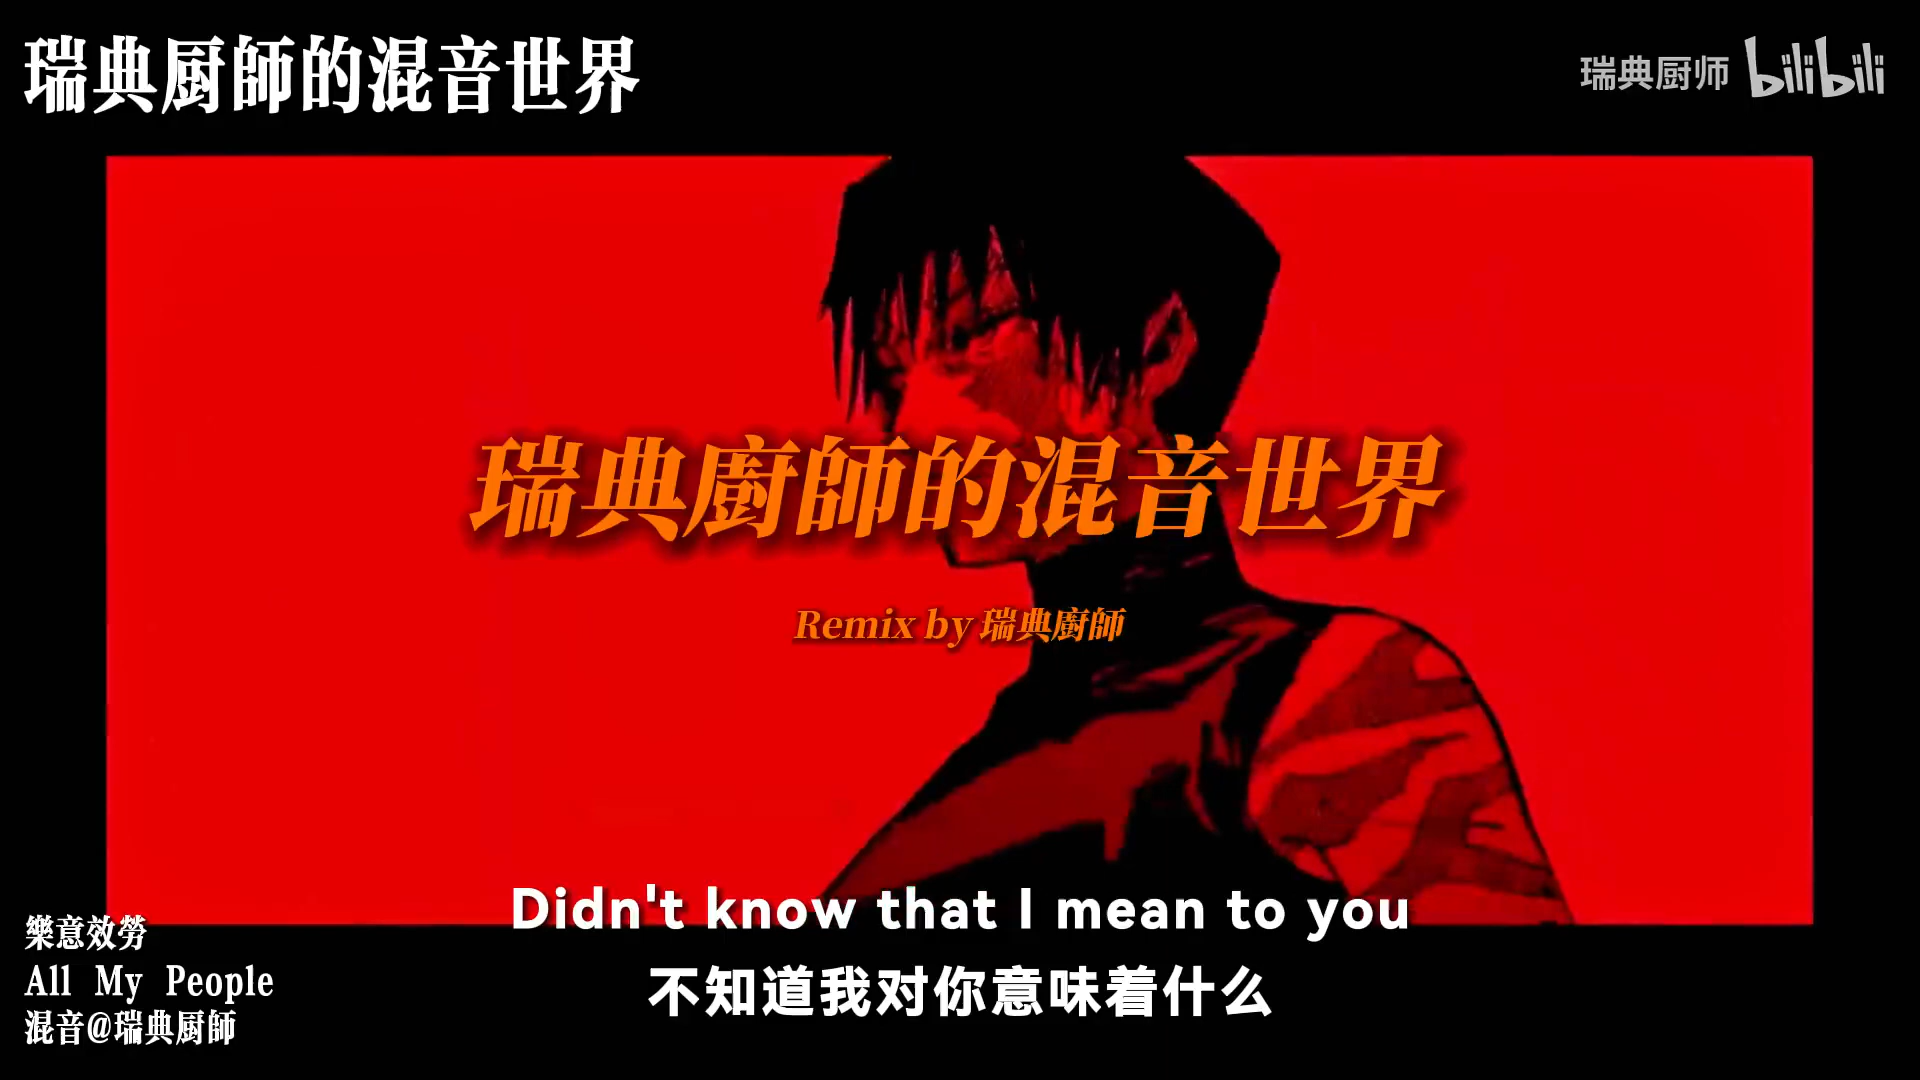 瑞典厨師的混音世界
瑞典厨师 bilibili
瑞典廚師的混音世界
Remix by 瑞典廚師
Didn't know that I mean to you
不知道我对你意味着什么
樂意效勞
All My People
混音@瑞典厨師